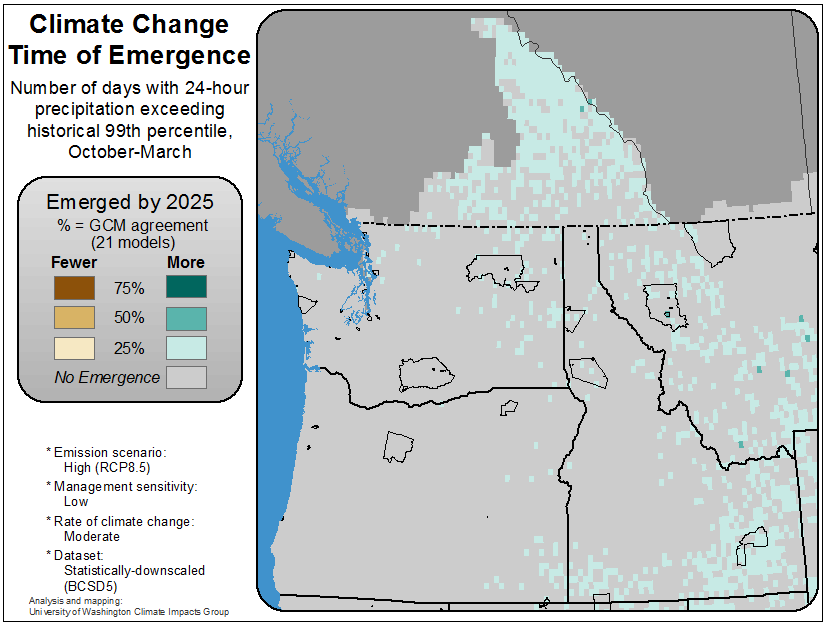 Climate Change
Time of Emergence
Number of days with 24-hour
precipitation exceeding
historical 99th percentile,
October-March
Emerged by 2025
% = GCM agreement
(21 models)
Fewer More
75%
50%
25%
No Emergence
* Emission scenario:
High (RCP8.5)
* Management sensitivity:
Low
* Rate of climate change:
Moderate
* Dataset:
Statistically-downscaled
(BCSD5)
Analysis and mapping:
University of Washington Climate Impacts Group